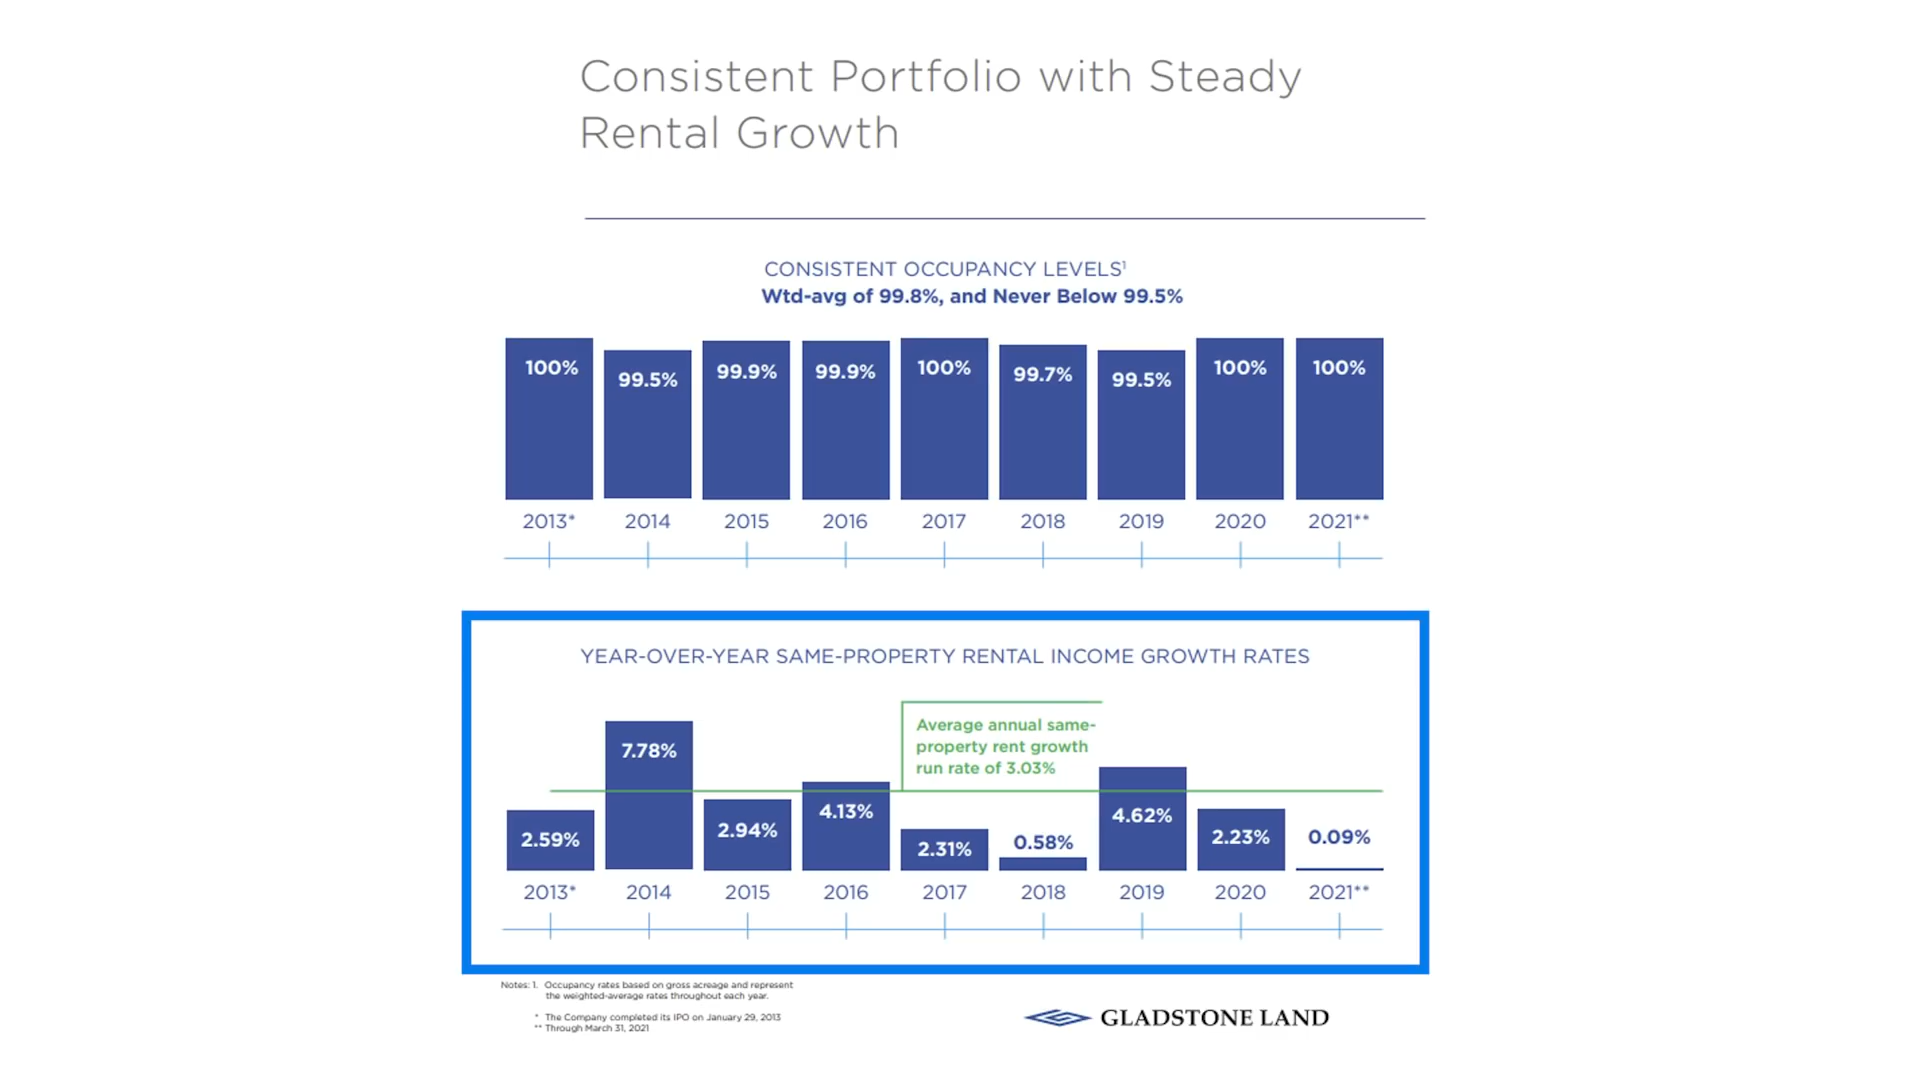 Consistent Portfolio with Steady
Rental Growth
CONSISTENT OCCUPANCY LEVELS¹
Wtd-avg of 99.8%, and Never Below 99.5%
100% 99.5% 99.9% 99.9% 100% 99.7% 99.5% 100% 100%
2013* 2014 2015 2016 2017 2018 2019 2020 2021**
YEAR-OVER-YEAR SAME-PROPERTY RENTAL INCOME GROWTH RATES
Average annual same-
property rent growth
run rate of 3.03%
2.59% 7.78% 2.94% 4.13% 2.31% 0.58% 4.62% 2.23% 0.09%
2013* 2014 2015 2016 2017 2018 2019 2020 2021**
Notes: 1. Occupancy rates based on gross acreage and represent
the weighted-average rates throughout each year.
* The Company completed its IPO on January 29, 2013
** Through March 31, 2021
GLADSTONE LAND